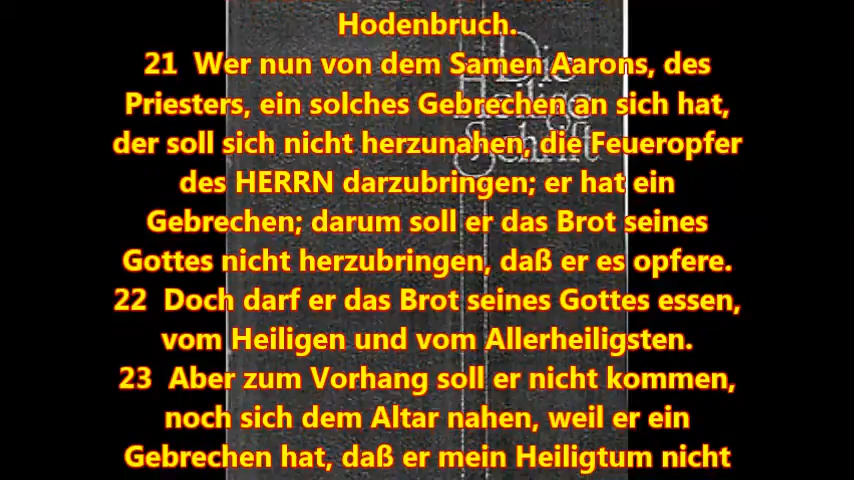 Hodenbruch.
21 Wer nun von dem Samen Aarons, des
Priesters, ein solches Gebrechen an sich hat,
der soll sich nicht herzunahen, die Feueropfer
des HERRN darzubringen; er hat ein
Gebrechen; darum soll er das Brot seines
Gottes nicht herzubringen, daß er es opfere.
22 Doch darf er das Brot seines Gottes essen,
vom Heiligen und vom Allerheiligsten.
23 Aber zum Vorhang soll er nicht kommen,
noch sich dem Altar nahen, weil er ein
Gebrechen hat, daß er mein Heiligtum nicht
Die
Heilige
Schrift